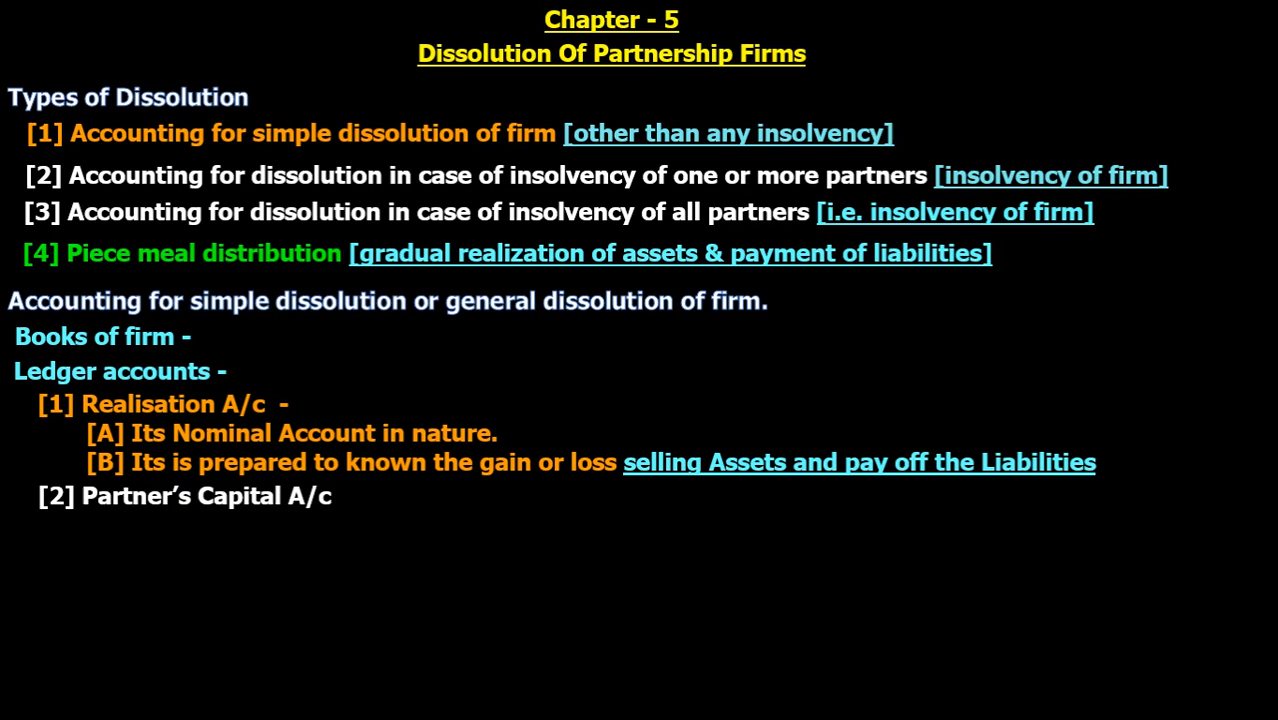 Chapter - 5
Dissolution Of Partnership Firms
Types of Dissolution
[1] Accounting for simple dissolution of firm [other than any insolvency]
[2] Accounting for dissolution in case of insolvency of one or more partners [insolvency of firm]
[3] Accounting for dissolution in case of insolvency of all partners [i.e. insolvency of firm]
[4] Piece meal distribution [gradual realization of assets & payment of liabilities]
Accounting for simple dissolution or general dissolution of firm.
Books of firm -
Ledger accounts -
[1] Realisation A/c -
[A] Its Nominal Account in nature.
[B] Its is prepared to known the gain or loss selling Assets and pay off the Liabilities
[2] Partner’s Capital A/c